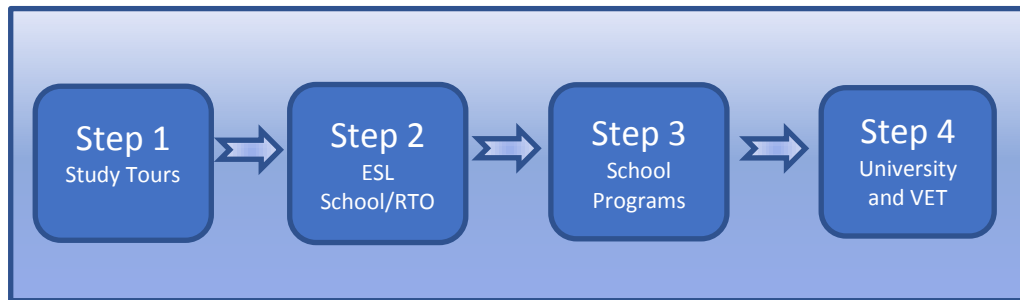 Step 1
Study Tours
Step 2
ESL
School/RTO
Step 3
School
Programs
Step 4
University
and VET